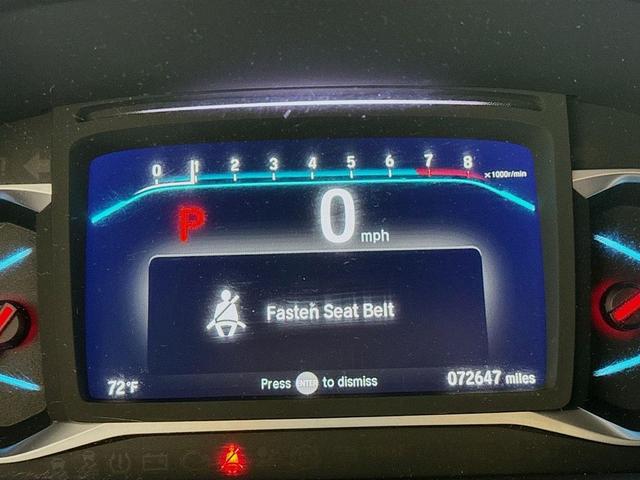 0 1 2 3 4 5 6 7 8 x1000r/min
P 0 mph
Fasten Seat Belt
72°F Press ENTER to dismiss 072647 miles